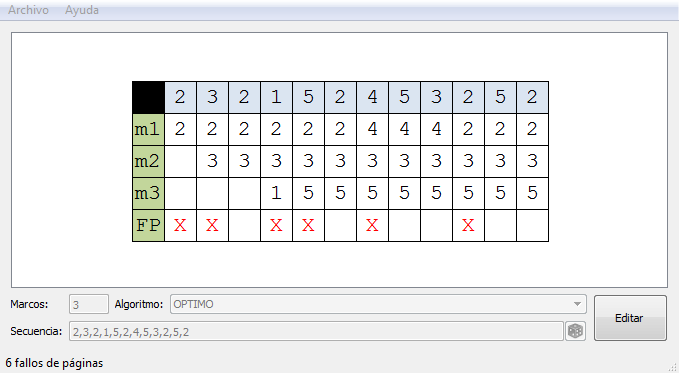 Archivo Ayuda
2 3 2 1 5 2 4 5 3 2 5 2
m1 2 2 2 2 2 2 4 4 4 2 2 2
m2 3 3 3 3 3 3 3 3 3 3 3
m3 1 5 5 5 5 5 5 5 5
FP X X X X X X
Marcos: 3 Algoritmo: OPTIMO
Editar
Secuencia: 2,3,2,1,5,2,4,5,3,2,5,2
6 fallos de páginas